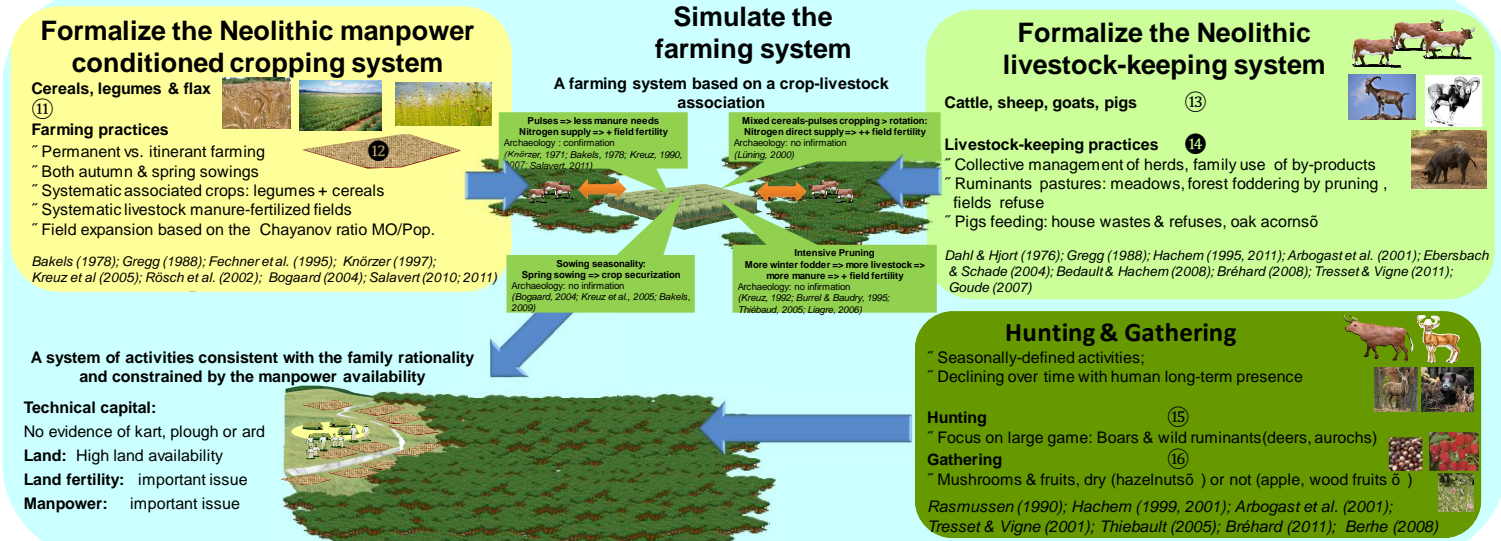 Formalize the Neolithic manpower
conditioned cropping system
Cereals, legumes & flax
⑪
Farming practices
⓬
˝ Permanent vs. itinerant farming
˝ Both autumn & spring sowings
˝ Systematic associated crops: legumes + cereals
˝ Systematic livestock manure-fertilized fields
˝ Field expansion based on the Chayanov ratio MO/Pop.
Bakels (1978); Gregg (1988); Fechner et al. (1995); Knörzer (1997);
Kreuz et al (2005); Rösch et al. (2002); Bogaard (2004); Salavert (2010; 2011)
Simulate the
farming system
A farming system based on a crop-livestock
association
Pulses => less manure needs
Nitrogen supply => + field fertility
Archaeology : confirmation
(Knörzer, 1971; Bakels, 1978; Kreuz, 1990,
2007; Salavert, 2011)
Mixed cereals-pulses cropping > rotation:
Nitrogen direct supply=> ++ field fertility
Archaeology: no infirmation
(Lüning, 2000)
Sowing seasonality:
Spring sowing => crop securization
Archaeology: no infirmation
(Bogaard, 2004; Kreuz et al., 2005; Bakels,
2009)
Intensive Pruning
More winter fodder => more livestock =>
more manure => + field fertility
Archaeology: no infirmation
(Kreuz, 1992; Burrel & Baudry, 1995;
Thiébaud, 2005; Liagre, 2006)
Formalize the Neolithic
livestock-keeping system
Cattle, sheep, goats, pigs ⑬
Livestock-keeping practices ⓮
˝ Collective management of herds, family use of by-products
˝ Ruminants pastures: meadows, forest foddering by pruning ,
fields refuse
˝ Pigs feeding: house wastes & refuses, oak acornsõ
Dahl & Hjort (1976); Gregg (1988); Hachem (1995, 2011); Arbogast et al. (2001); Ebersbach
& Schade (2004); Bedault & Hachem (2008); Bréhard (2008); Tresset & Vigne (2011);
Goude (2007)
A system of activities consistent with the family rationality
and constrained by the manpower availability
Technical capital:
No evidence of kart, plough or ard
Land: High land availability
Land fertility: important issue
Manpower: important issue
Hunting & Gathering
˝ Seasonally-defined activities;
˝ Declining over time with human long-term presence
Hunting ⑮
˝ Focus on large game: Boars & wild ruminants(deers, aurochs)
Gathering ⑯
˝ Mushrooms & fruits, dry (hazelnutsõ ) or not (apple, wood fruits õ )
Rasmussen (1990); Hachem (1999, 2001); Arbogast et al. (2001);
Tresset & Vigne (2001); Thiebault (2005); Bréhard (2011); Berhe (2008)